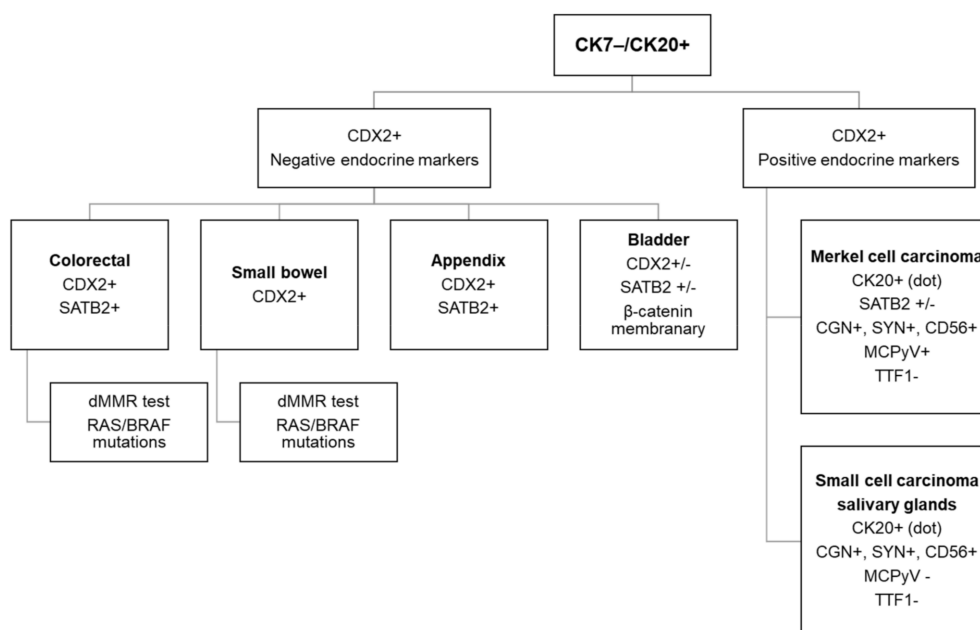 CK7–/CK20+
CDX2+
Negative endocrine markers
CDX2+
Positive endocrine markers
Colorectal
CDX2+
SATB2+
Small bowel
CDX2+
Appendix
CDX2+
SATB2+
Bladder
CDX2+/-
SATB2 +/-
β-catenin
membranary
Merkel cell carcinoma
CK20+ (dot)
SATB2 +/-
CGN+, SYN+, CD56+
MCPyV+
TTF1-
dMMR test
RAS/BRAF
mutations
dMMR test
RAS/BRAF
mutations
Small cell carcinoma
salivary glands
CK20+ (dot)
CGN+, SYN+, CD56+
MCPyV -
TTF1-